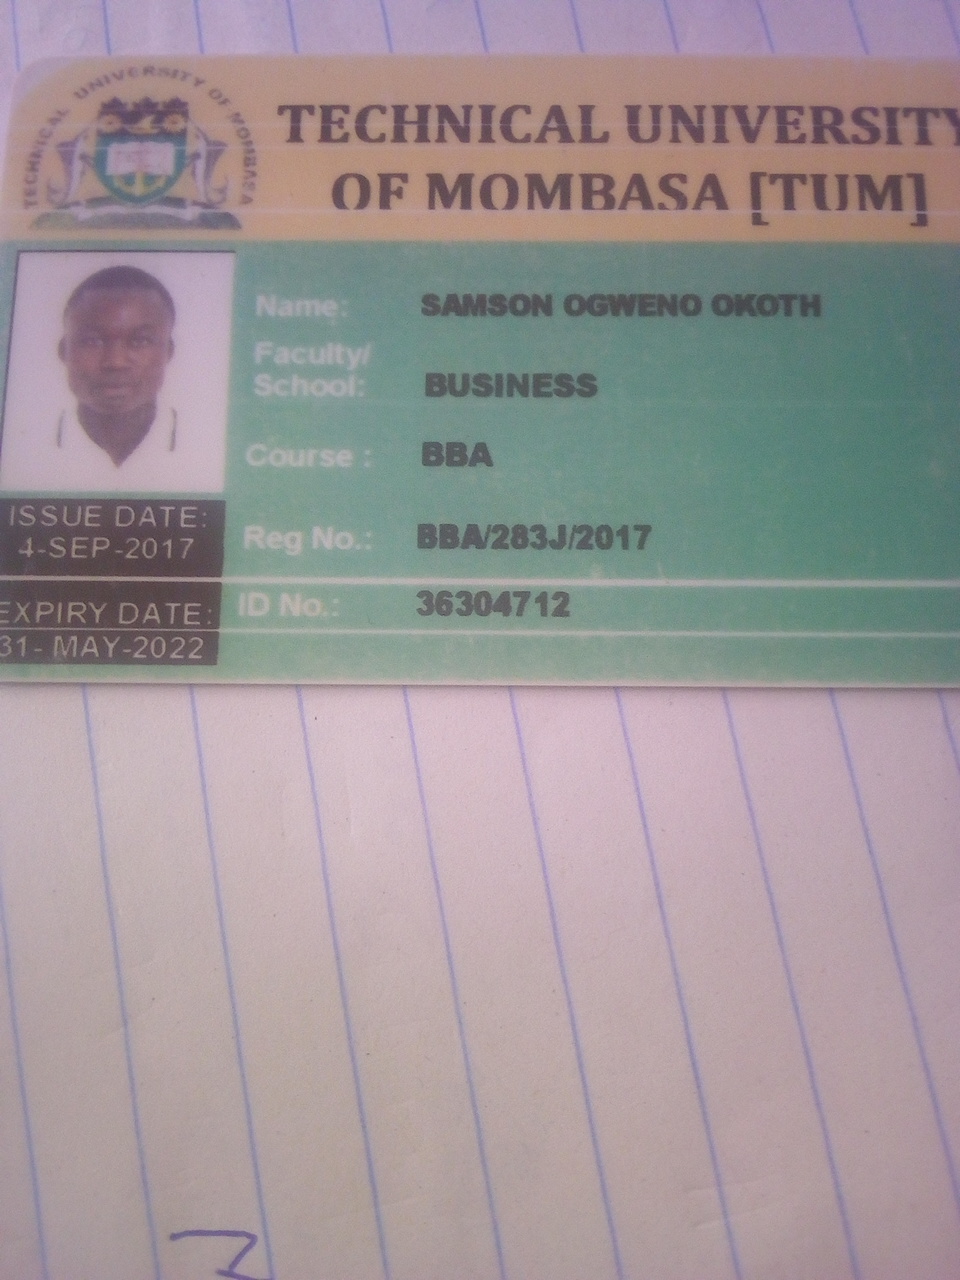 TECHNICAL UNIVERSITY OF MOMBASA
TECHNICAL UNIVERSITY
OF MOMBASA [TUM]
Name: SAMSON OGWENO OKOTH
Faculty/
School: BUSINESS
Course : BBA
Reg No.: BBA/283J/2017
ID No.: 36304712
ISSUE DATE:
4-SEP-2017
EXPIRY DATE:
31- MAY-2022